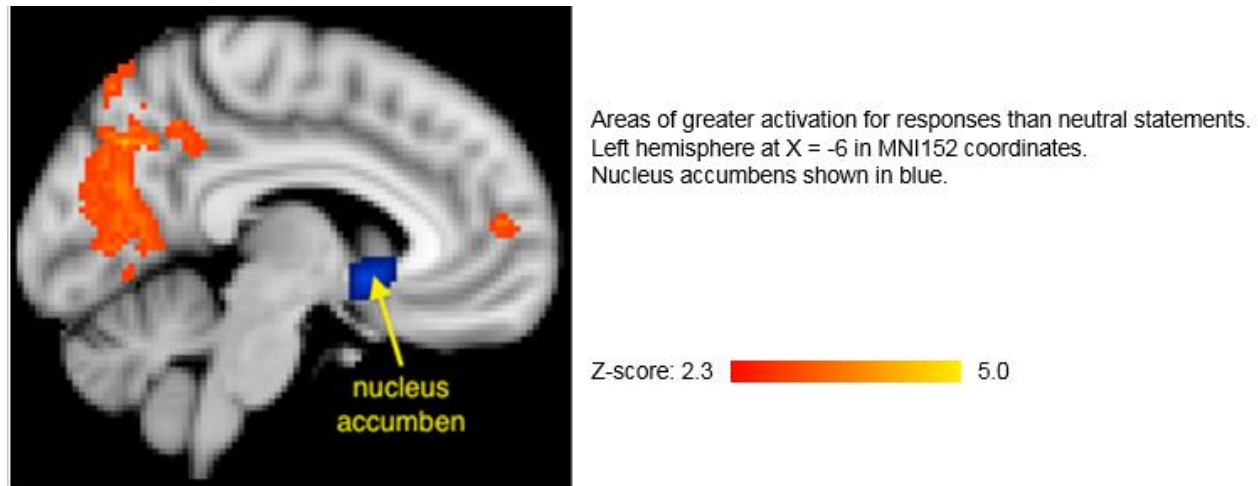 nucleus
accumben
Areas of greater activation for responses than neutral statements.
Left hemisphere at X = -6 in MNI152 coordinates.
Nucleus accumbens shown in blue.
Z-score: 2.3 5.0